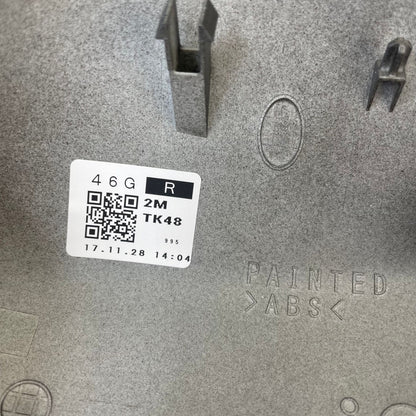 46G R
2M
TK48
995
17.11.28 14:04
PAINTED
>ABS<